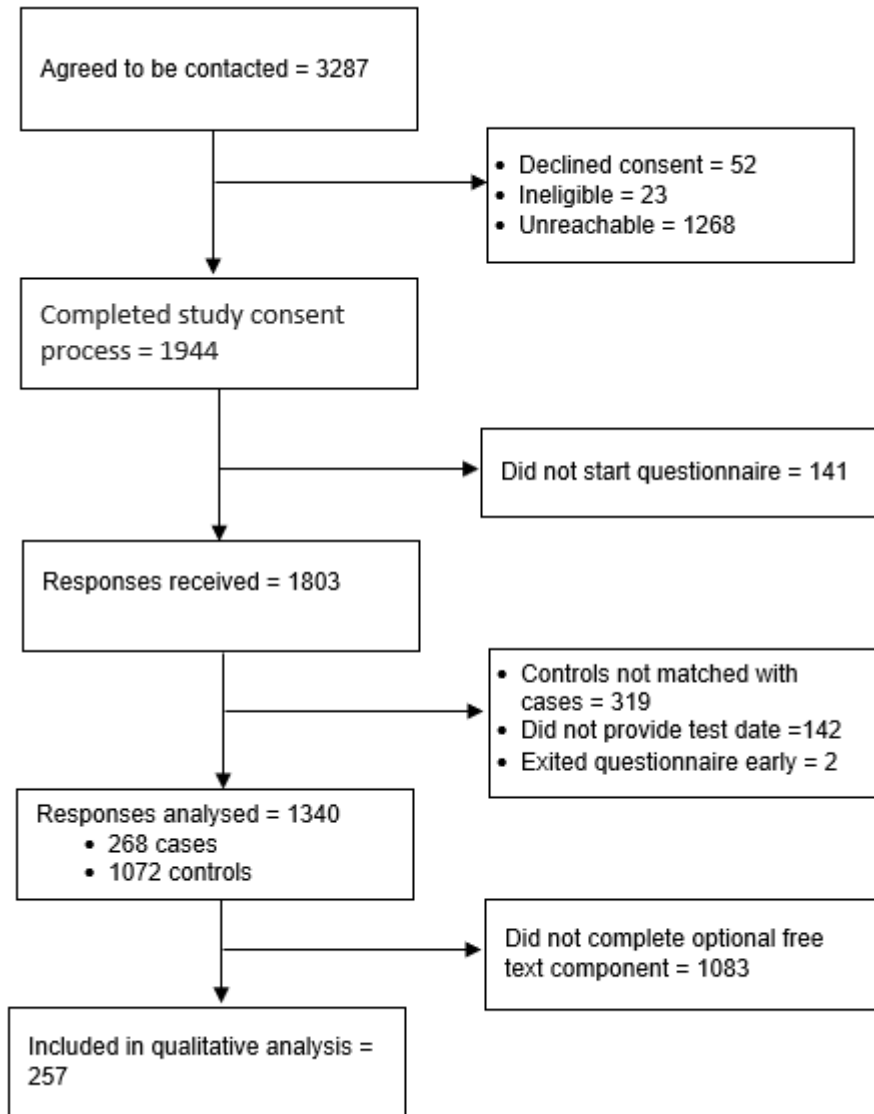 Agreed to be contacted = 3287
• Declined consent = 52
• Ineligible = 23
• Unreachable = 1268
Completed study consent
process = 1944
Did not start questionnaire = 141
Responses received = 1803
• Controls not matched with
cases = 319
• Did not provide test date =142
• Exited questionnaire early = 2
Responses analysed = 1340
• 268 cases
• 1072 controls
Did not complete optional free
text component = 1083
Included in qualitative analysis =
257